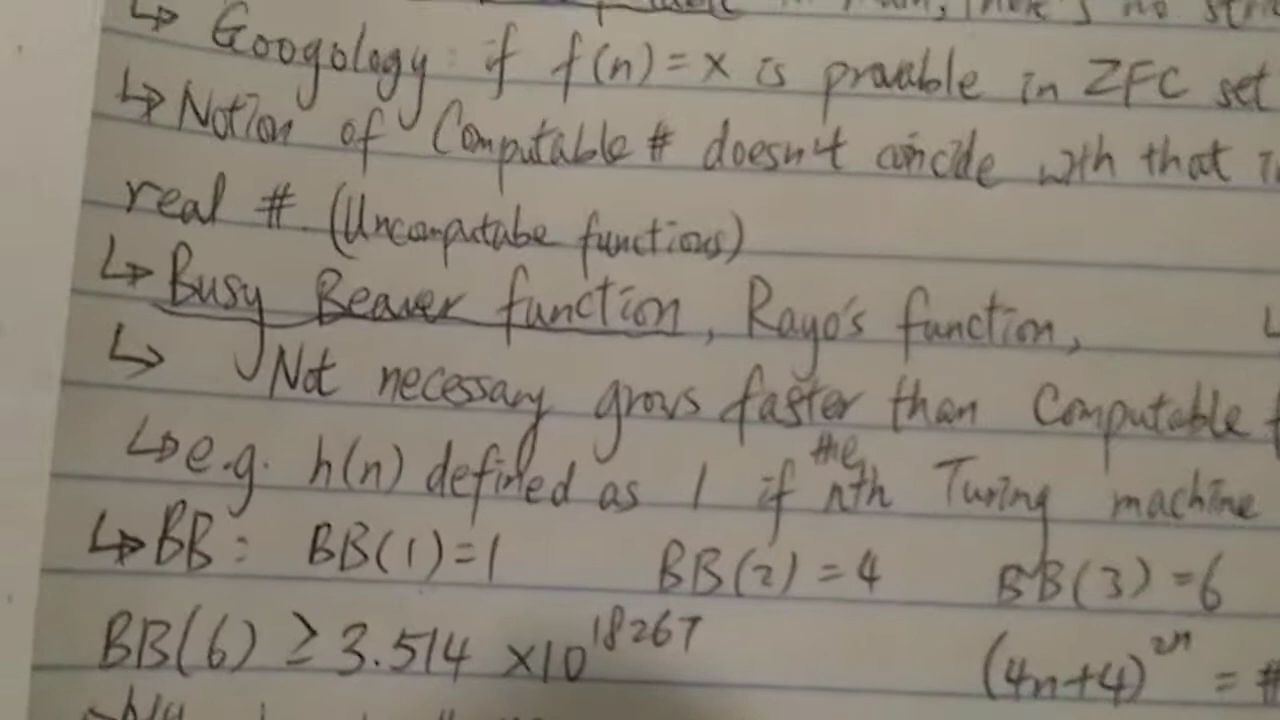 ↳ Googology: if f(n) = x is provable in ZFC set
↳ Notion of Computable # doesn't coincide with that
real #. (Uncomputabe functions)
↳ Busy Beaver function, Rayo's function,
↳ Not necessary grows faster than Computable
↳ e.g. h(n) defined as 1 if the nth Turing machine
↳ BB: BB(1)=1 BB(2)=4 BB(3)=6
BB(6) ≥ 3.514 ×10^18267 (4n+4)^2n = #